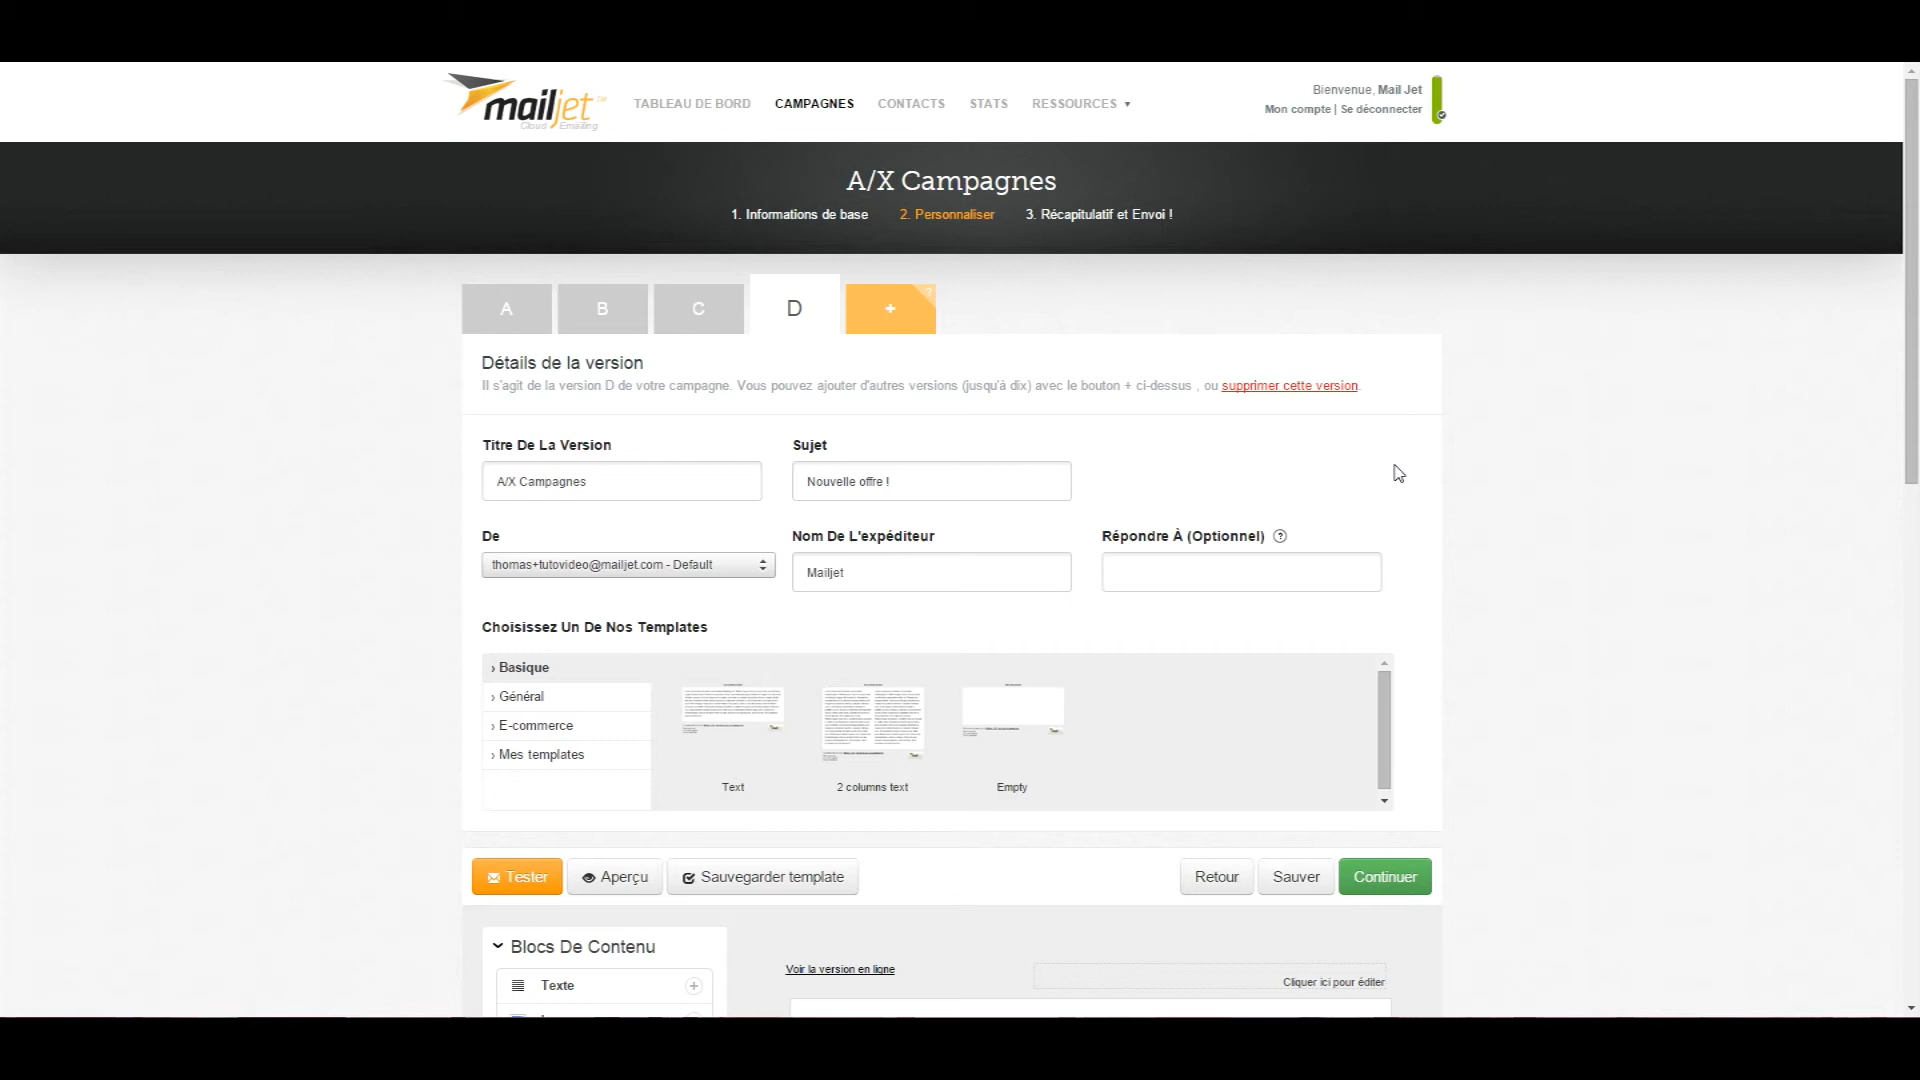 mailjet™
Cloud Emailing
TABLEAU DE BORD
CAMPAGNES
CONTACTS
STATS
RESSOURCES ▼
Bienvenue, Mail Jet
Mon compte | Se déconnecter
A/X Campagnes
1. Informations de base
2. Personnaliser
3. Récapitulatif et Envoi !
A
B
C
D
+
?
Détails de la version
Il s'agit de la version D de votre campagne. Vous pouvez ajouter d'autres versions (jusqu'à dix) avec le bouton + ci-dessus , ou supprimer cette version.
Titre De La Version
Sujet
A/X Campagnes
Nouvelle offre !
De
Nom De L'expéditeur
Répondre À (Optionnel) ?
thomas+tutovideo@mailjet.com - Default
Mailjet
Choisissez Un De Nos Templates
› Basique
› Général
› E-commerce
› Mes templates
Text
2 columns text
Empty
Tester
Aperçu
Sauvegarder template
Retour
Sauver
Continuer
Blocs De Contenu
Texte
Voir la version en ligne
Cliquer ici pour éditer